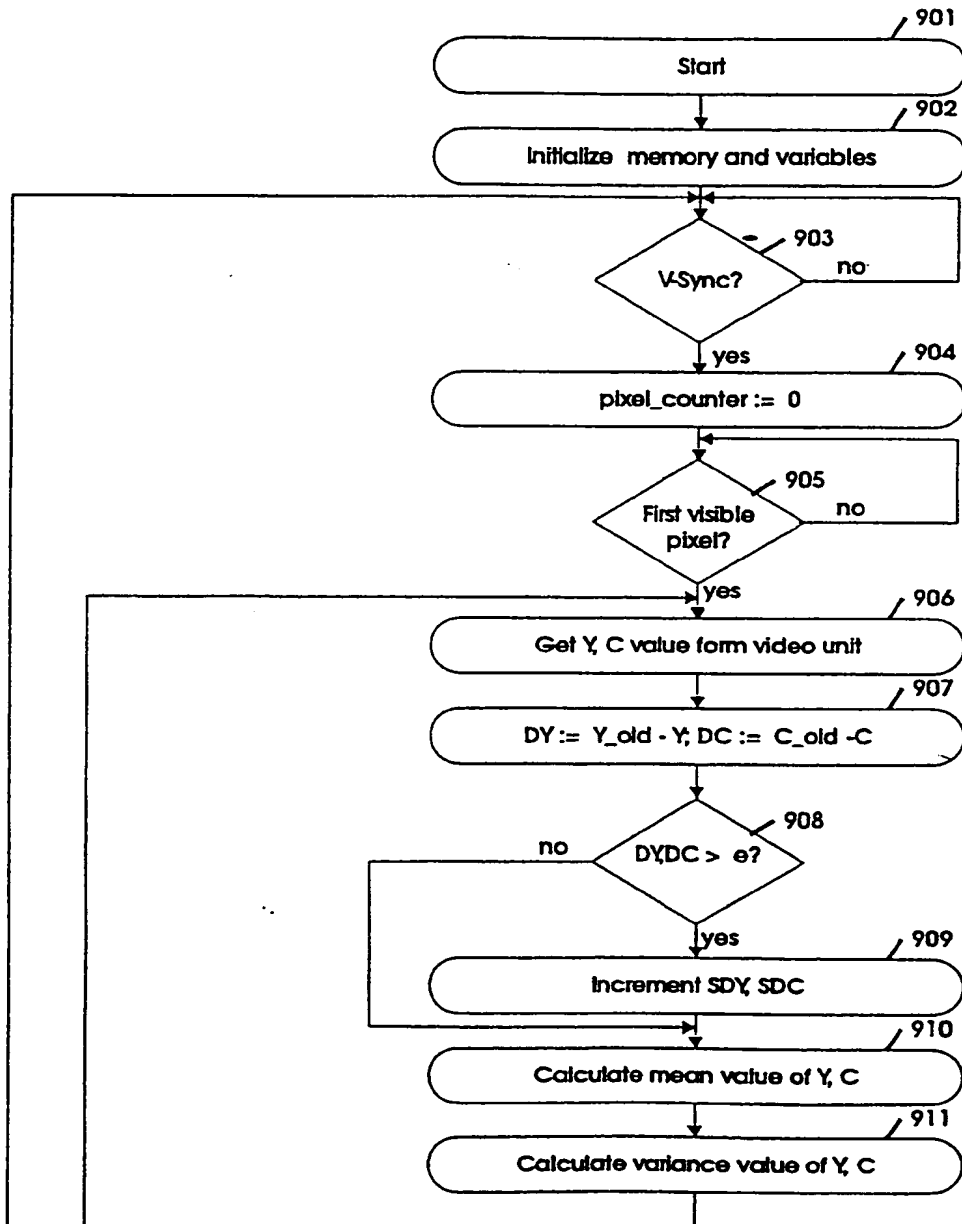 901
Start
902
Initialize memory and variables
903
V-Sync?
no
yes
904
pixel_counter := 0
905
First visible
pixel?
no
yes
906
Get Y, C value form video unit
907
DY := Y_old - Y; DC := C_old -C
908
DY,DC > e?
no
yes
909
Increment SDY, SDC
910
Calculate mean value of Y, C
911
Calculate variance value of Y, C